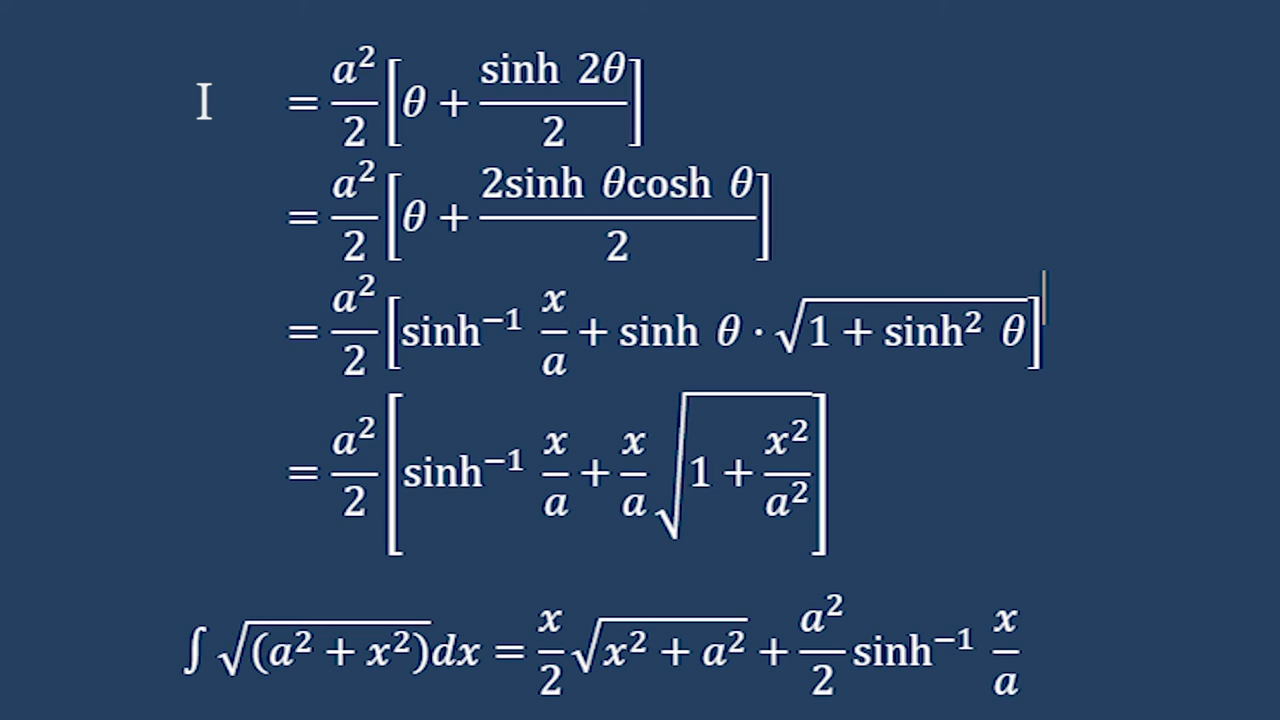 I = a²/2 [θ + sinh 2θ/2]
= a²/2 [θ + 2sinh θcosh θ/2]
= a²/2 [sinh⁻¹ x/a + sinh θ · √(1 + sinh² θ)]
= a²/2 [sinh⁻¹ x/a + x/a √(1 + x²/a²)]
∫ √(a² + x²)dx = x/2 √(x² + a²) + a²/2 sinh⁻¹ x/a